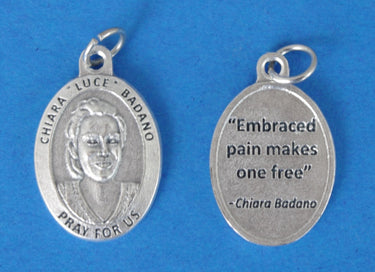 CHIARA "LUCE" BADANO
PRAY FOR US
“Embraced
pain makes
one free”
- Chiara Badano